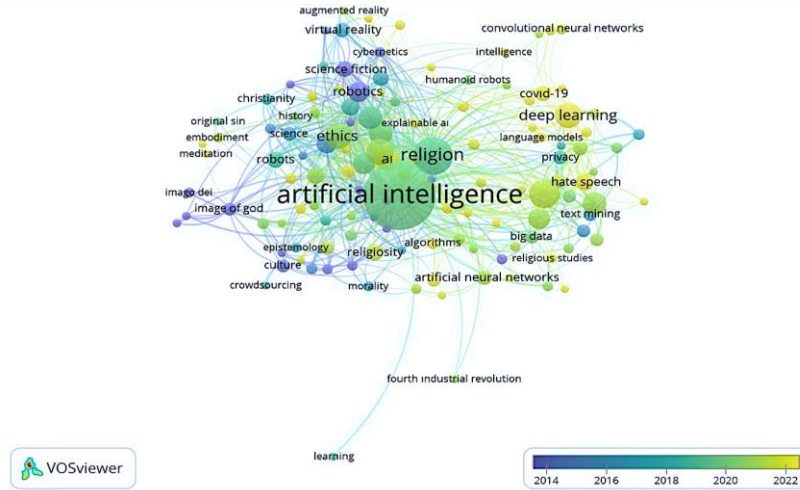 augmented reality
virtual reality
convolutional neural networks
cybernetics
intelligence
science fiction
humanoid robots
robotics
covid-19
christianity
history
deep learning
original sin
explainable ai
embodiment
science
ethics
language models
meditation
robots
ai
religion
privacy
imago dei
artificial intelligence
hate speech
image of god
text mining
big data
epistemology
religiosity
algorithms
culture
religious studies
crowdsourcing
morality
artificial neural networks
fourth industrial revolution
learning
VOSviewer
2014 2016 2018 2020 2022